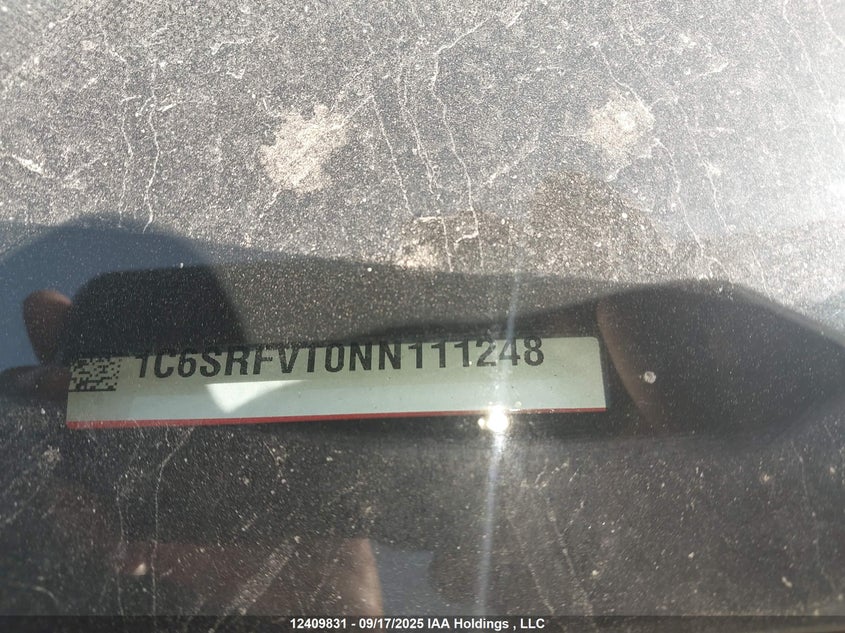 1C6SRFVT0NN111248
12409831 - 09/17/2025 IAA Holdings , LLC